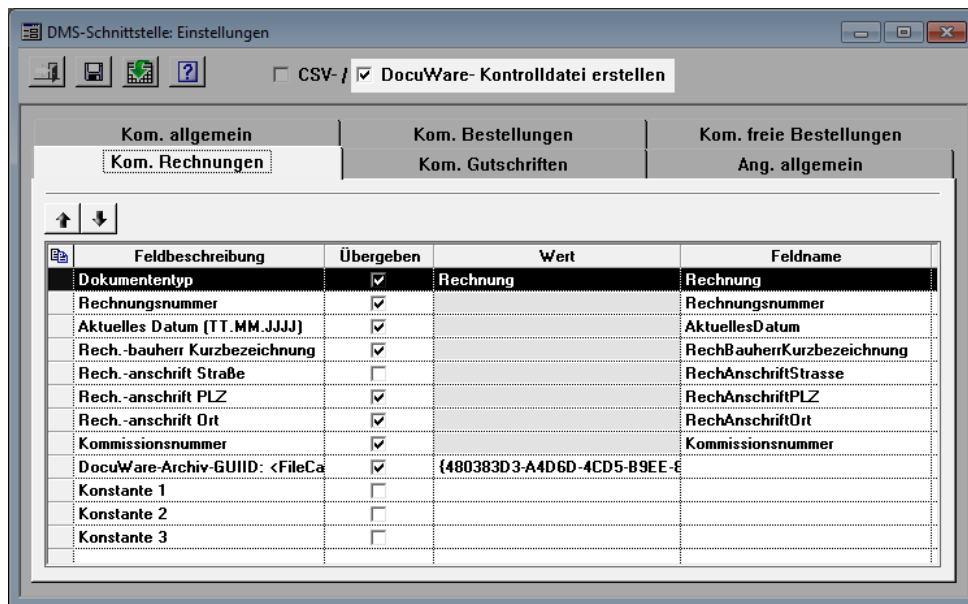 DMS-Schnittstelle: Einstellungen
CSV- / DocuWare- Kontrolldatei erstellen
Kom. allgemein Kom. Bestellungen Kom. freie Bestellungen
Kom. Rechnungen Kom. Gutschriften Ang. allgemein
Feldbeschreibung Übergeben Wert Feldname
Dokumententyp Rechnung Rechnung
Rechnungsnummer Rechnungsnummer
Aktuelles Datum (TT.MM.JJJJ) AktuellesDatum
Rech.-bauherr Kurzbezeichnung RechBauherrKurzbezeichnung
Rech.-anschrift Straße RechAnschriftStrasse
Rech.-anschrift PLZ RechAnschriftPLZ
Rech.-anschrift Ort RechAnschriftOrt
Kommissionsnummer Kommissionsnummer
DocuWare-Archiv-GUIID: <FileCa {480383D3-A4D6D-4CD5-B9EE-8
Konstante 1
Konstante 2
Konstante 3